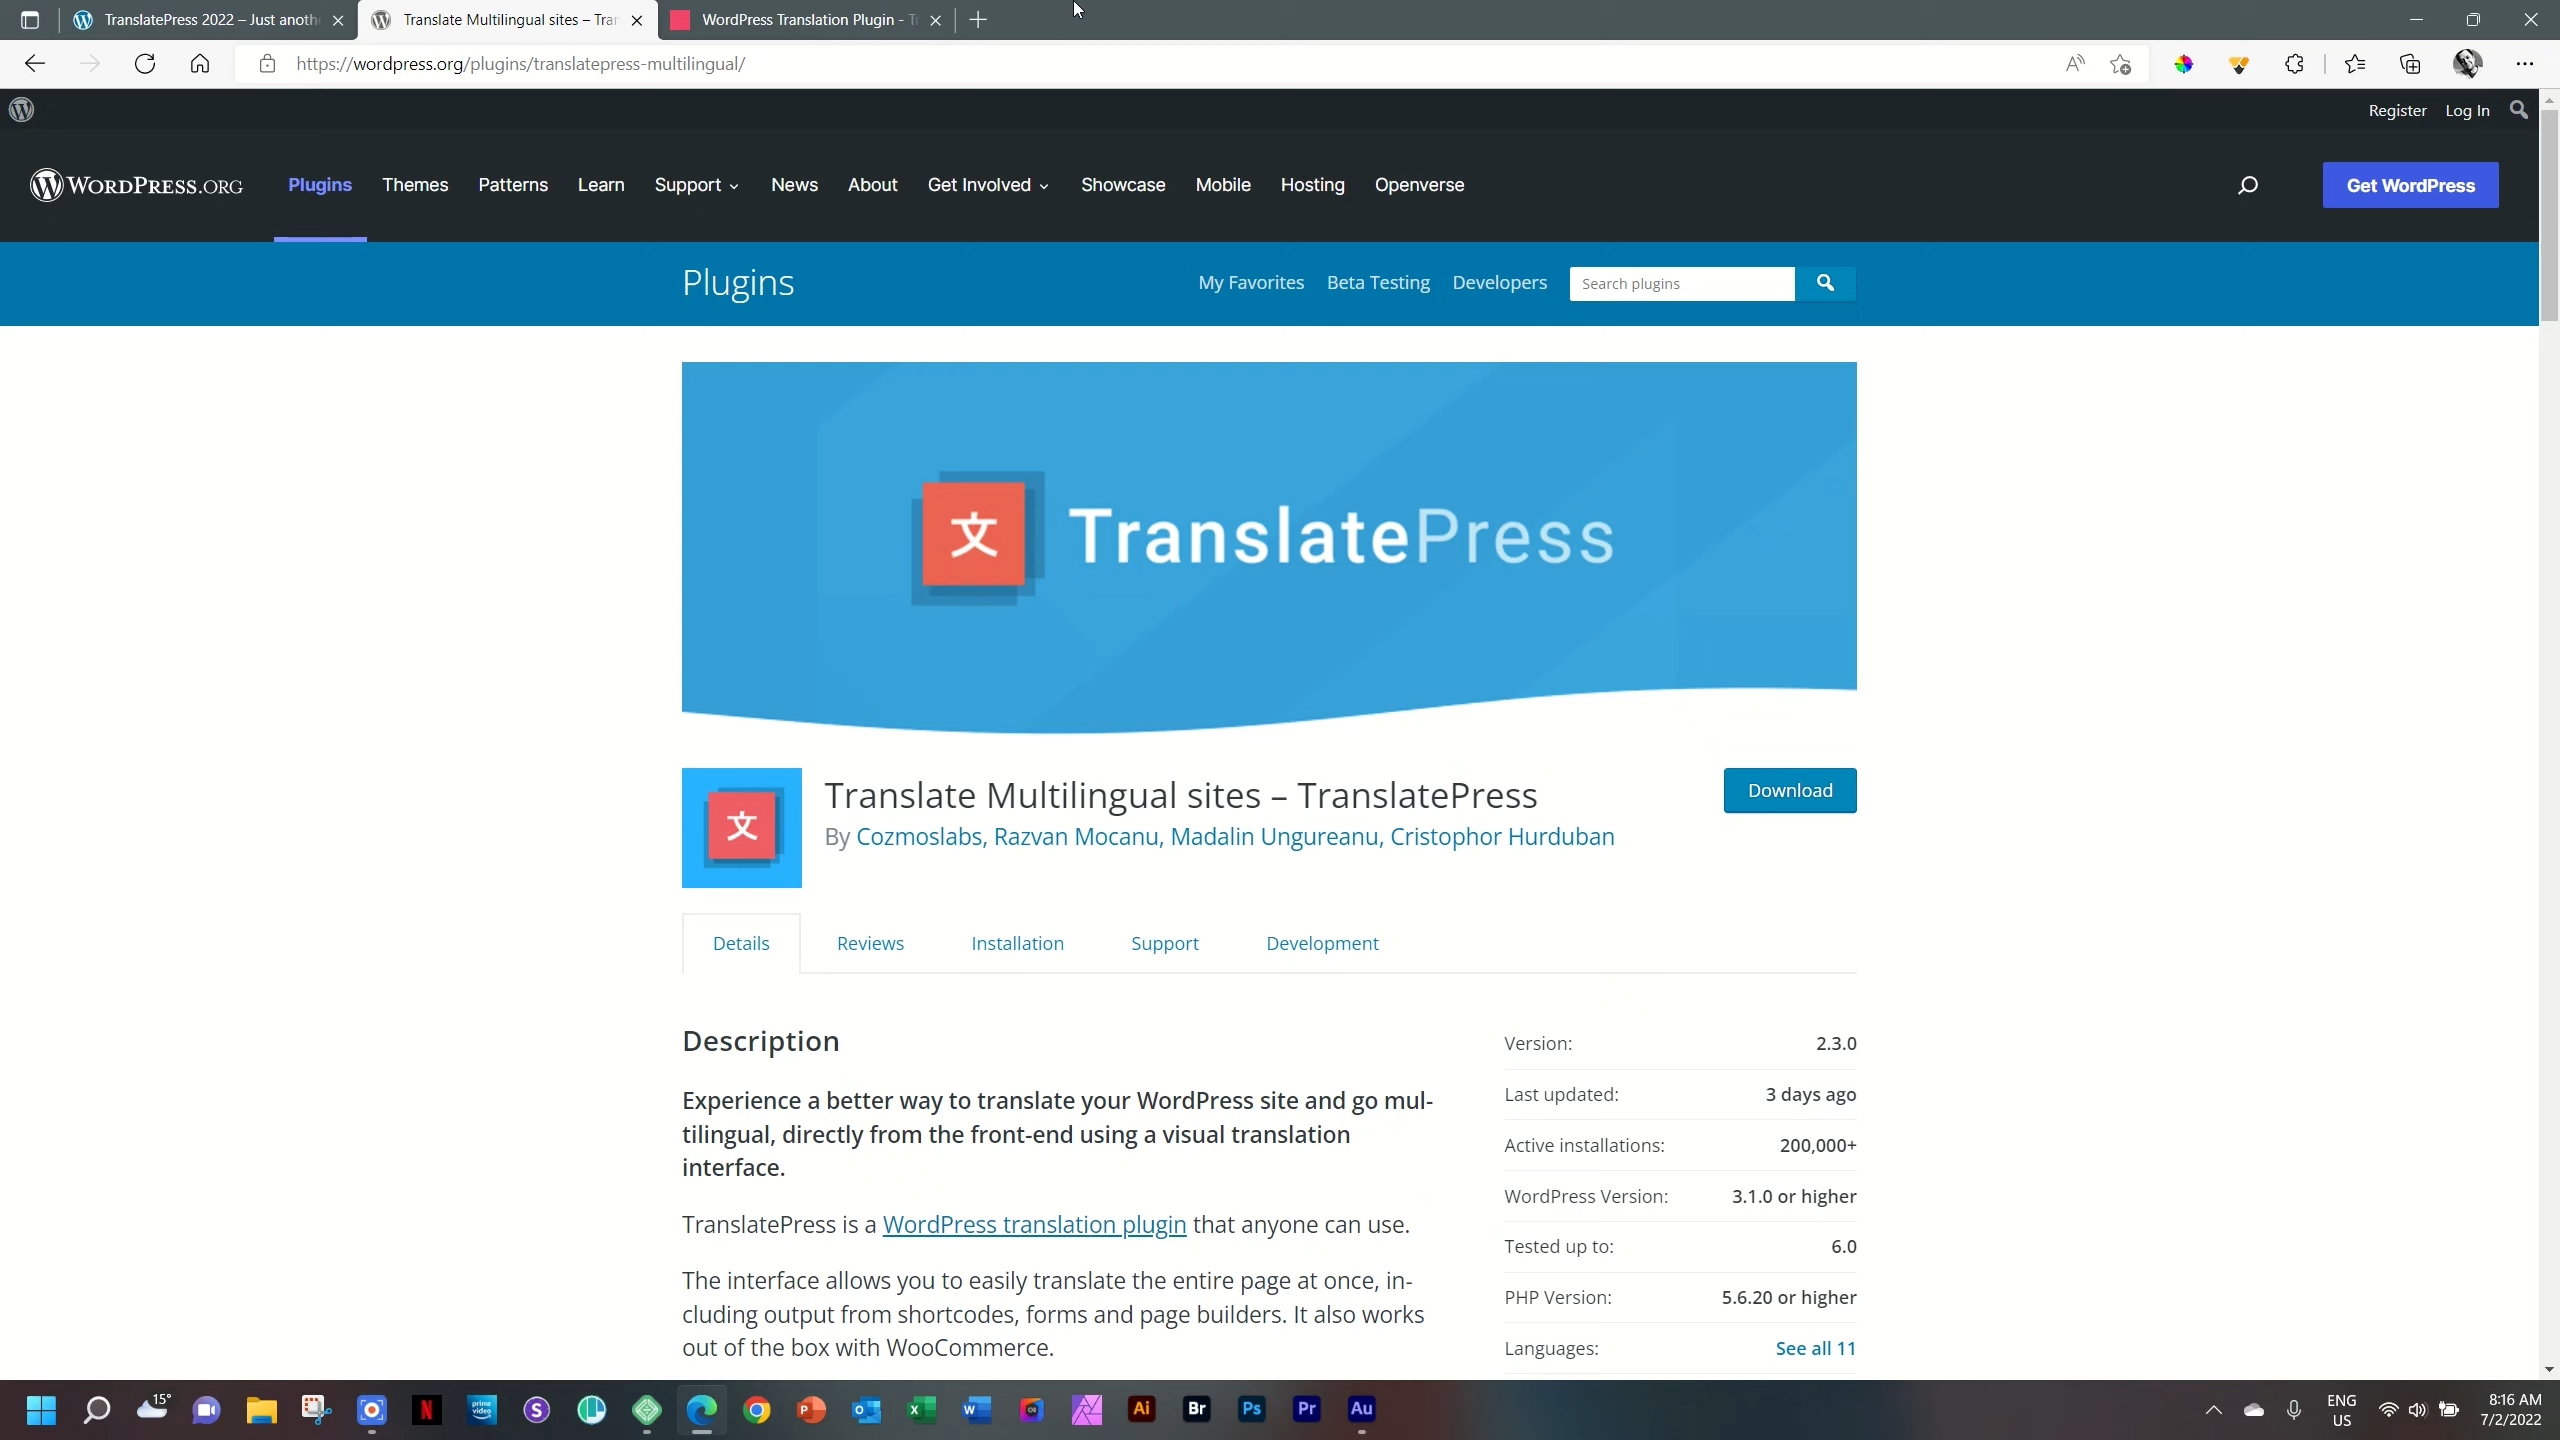 TranslatePress 2022 – Just anoth
Translate Multilingual sites – Tra
WordPress Translation Plugin - T
https://wordpress.org/plugins/translatepress-multilingual/
Register Log In
WORDPRESS.ORG Plugins Themes Patterns Learn Support News About Get Involved Showcase Mobile Hosting Openverse Get WordPress
Plugins My Favorites Beta Testing Developers Search plugins
文 TranslatePress
文
Translate Multilingual sites – TranslatePress
Download
By Cozmoslabs, Razvan Mocanu, Madalin Ungureanu, Cristophor Hurduban
Details Reviews Installation Support Development
Description
Experience a better way to translate your WordPress site and go mul-
tilingual, directly from the front-end using a visual translation
interface.
TranslatePress is a WordPress translation plugin that anyone can use.
The interface allows you to easily translate the entire page at once, in-
cluding output from shortcodes, forms and page builders. It also works
out of the box with WooCommerce.
Version: 2.3.0
Last updated: 3 days ago
Active installations: 200,000+
WordPress Version: 3.1.0 or higher
Tested up to: 6.0
PHP Version: 5.6.20 or higher
Languages: See all 11
15°
N
prime video
S
P
W
Ai
Br
Ps
Pr
Au
ENG
US
8:16 AM
7/2/2022